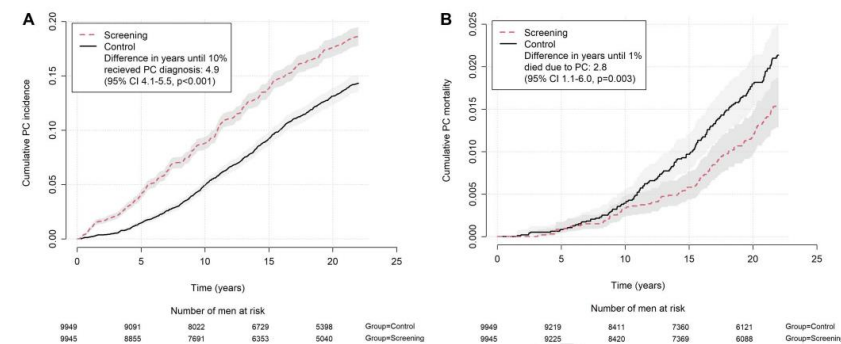 A
Screening
Control
Difference in years until 10%
recieved PC diagnosis: 4.9
(95% CI 4.1-5.5, p<0.001)
Cumulative PC incidence
0.00
0.05
0.10
0.15
0.20
0 5 10 15 20 25
Time (years)
Number of men at risk
9949 9091 8022 6729 5398 Group=Control
9945 8855 7691 6353 5040 Group=Screening
B
Screening
Control
Difference in years until 1%
died due to PC: 2.8
(95% CI 1.1-6.0, p=0.003)
Cumulative PC mortality
0.000
0.005
0.010
0.015
0.020
0.025
0 5 10 15 20 25
Time (years)
Number of men at risk
9949 9219 8411 7360 6121 Group=Control
9945 9225 8420 7369 6088 Group=Screening